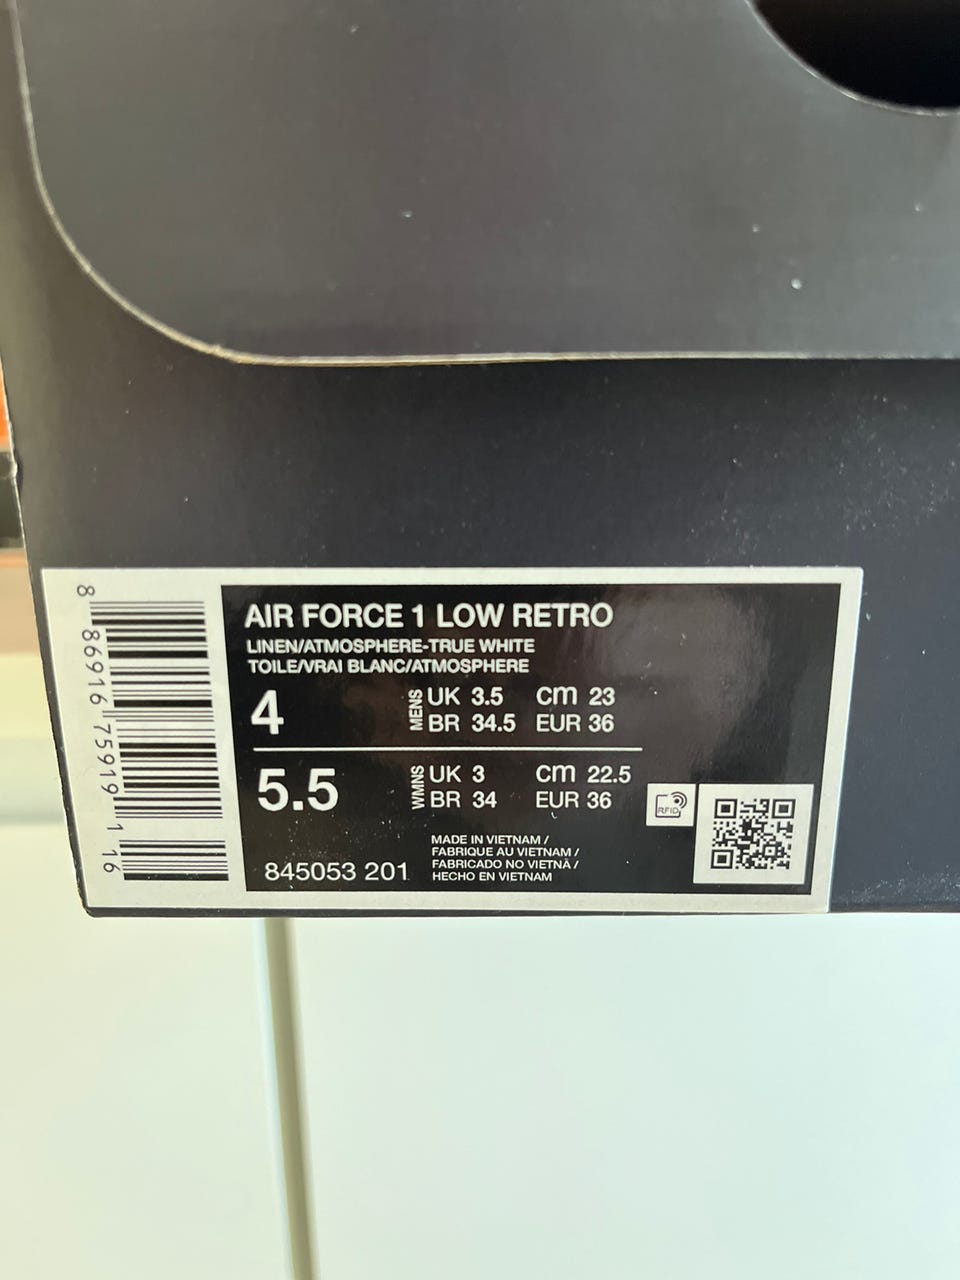 AIR FORCE 1 LOW RETRO
LINEN/ATMOSPHERE-TRUE WHITE
TOILE/VRAI BLANC/ATMOSPHERE
4 MENS UK 3.5 cm 23
BR 34.5 EUR 36
5.5 WMNS UK 3 cm 22.5
BR 34 EUR 36
RFID
MADE IN VIETNAM /
FABRIQUE AU VIETNAM /
FABRICADO NO VIETNÃ /
HECHO EN VIETNAM
845053 201
8 86916 75919 1 16